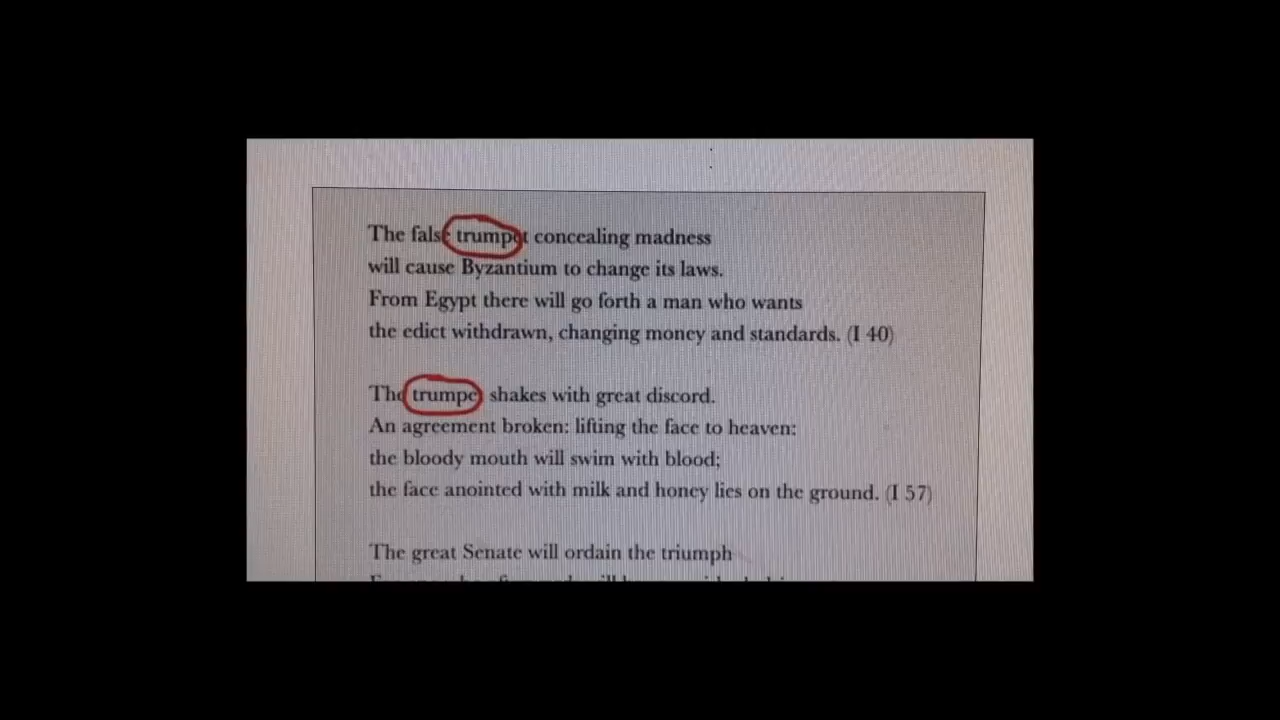 The false trumpet concealing madness
will cause Byzantium to change its laws.
From Egypt there will go forth a man who wants
the edict withdrawn, changing money and standards. (I 40)
The trumpet shakes with great discord.
An agreement broken: lifting the face to heaven:
the bloody mouth will swim with blood;
the face anointed with milk and honey lies on the ground. (I 57)
The great Senate will ordain the triumph